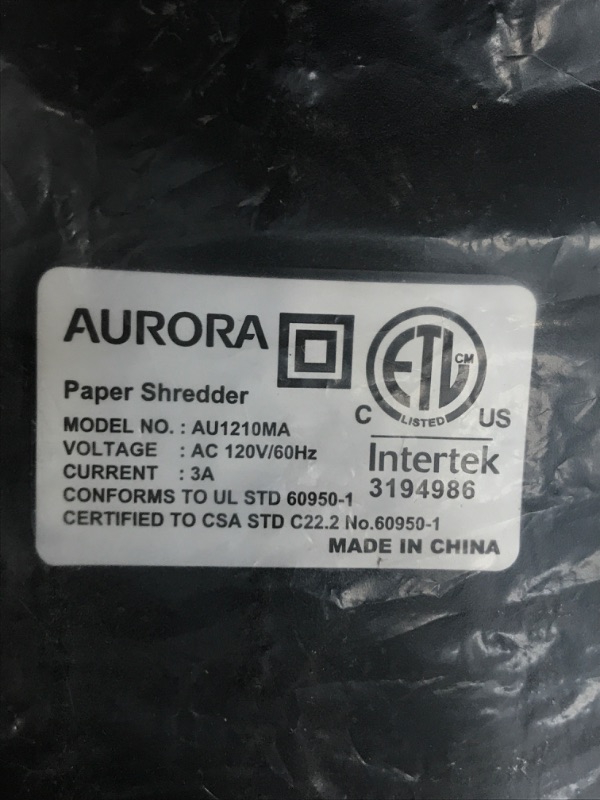 AURORA
Paper Shredder
MODEL NO. : AU1210MA
VOLTAGE : AC 120V/60Hz
CURRENT : 3A
CONFORMS TO UL STD 60950-1
CERTIFIED TO CSA STD C22.2 No.60950-1
MADE IN CHINA
ETL CM
LISTED
C US
Intertek
3194986